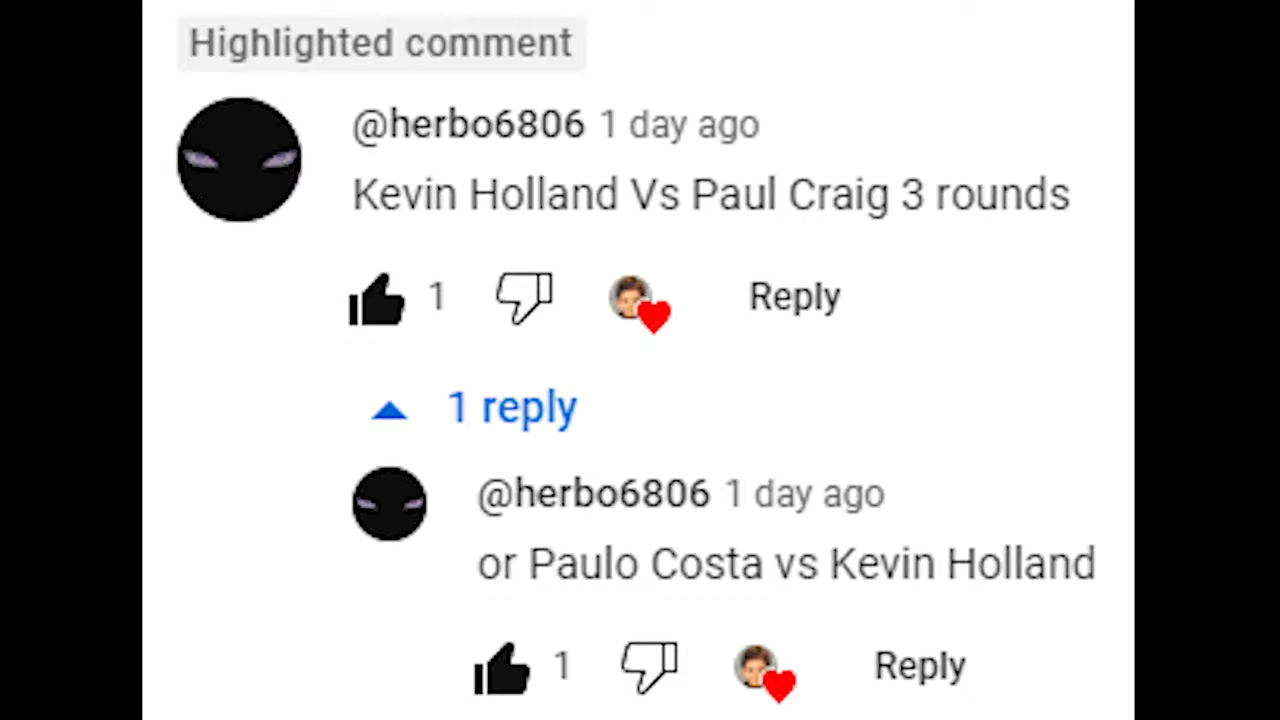 Highlighted comment
@herbo6806 1 day ago
Kevin Holland Vs Paul Craig 3 rounds
1 Reply
1 reply
@herbo6806 1 day ago
or Paulo Costa vs Kevin Holland
1 Reply